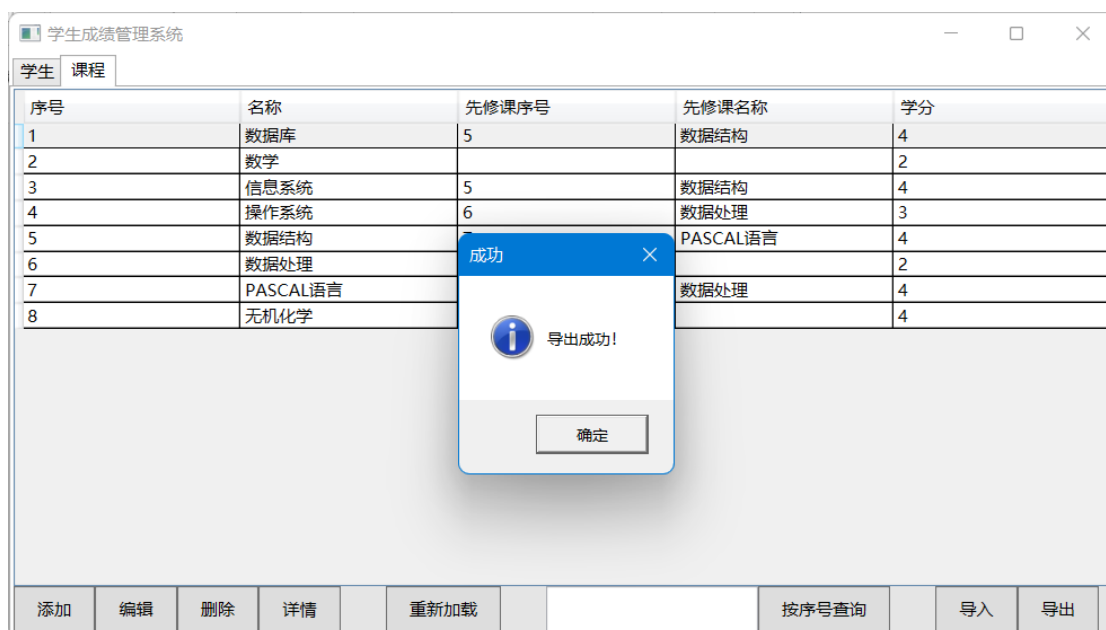 学生成绩管理系统
学生 课程
序号 名称 先修课序号 先修课名称 学分
1 数据库 5 数据结构 4
2 数学 2
3 信息系统 5 数据结构 4
4 操作系统 6 数据处理 3
5 数据结构 PASCAL语言 4
6 数据处理 2
7 PASCAL语言 数据处理 4
8 无机化学 4
成功
导出成功!
确定
添加 编辑 删除 详情 重新加载 按序号查询 导入 导出